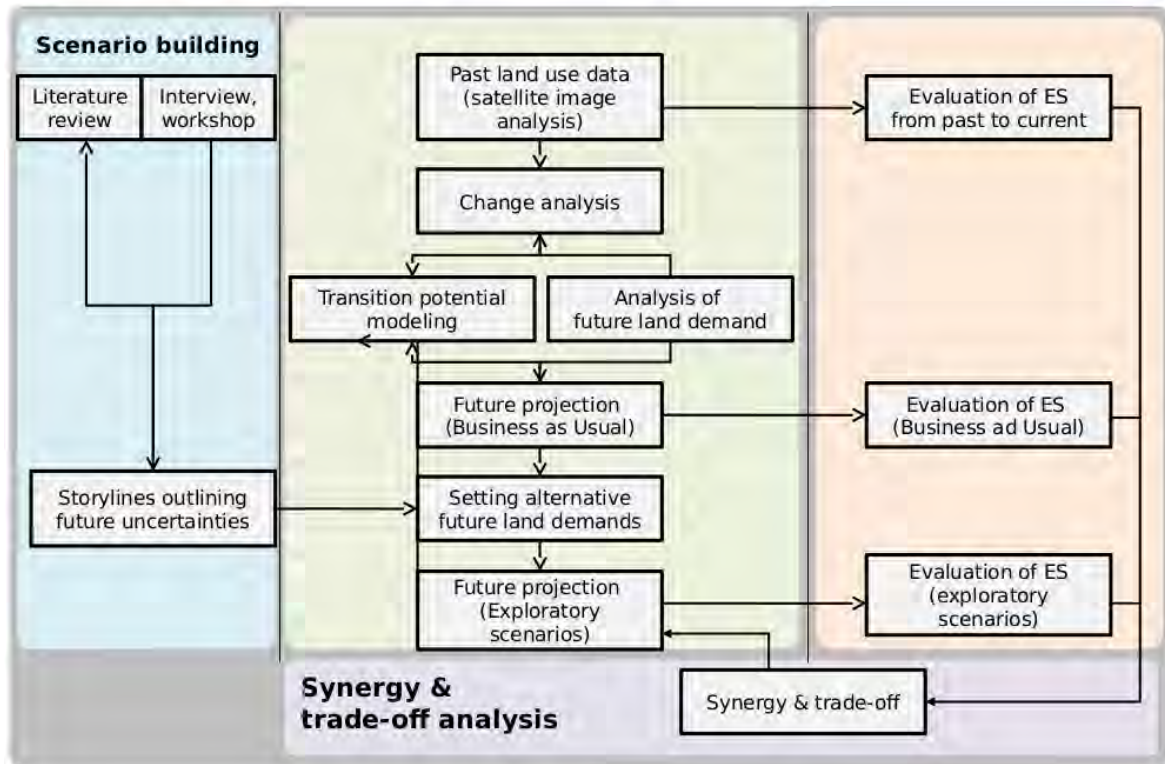 Scenario building
Literature
review
Interview,
workshop
Storylines outlining
future uncertainties
Past land use data
(satellite image
analysis)
Change analysis
Transition potential
modeling
Analysis of
future land demand
Future projection
(Business as Usual)
Setting alternative
future land demands
Future projection
(Exploratory
scenarios)
Evaluation of ES
from past to current
Evaluation of ES
(Business ad Usual)
Evaluation of ES
(exploratory
scenarios)
Synergy &
trade-off analysis
Synergy & trade-off